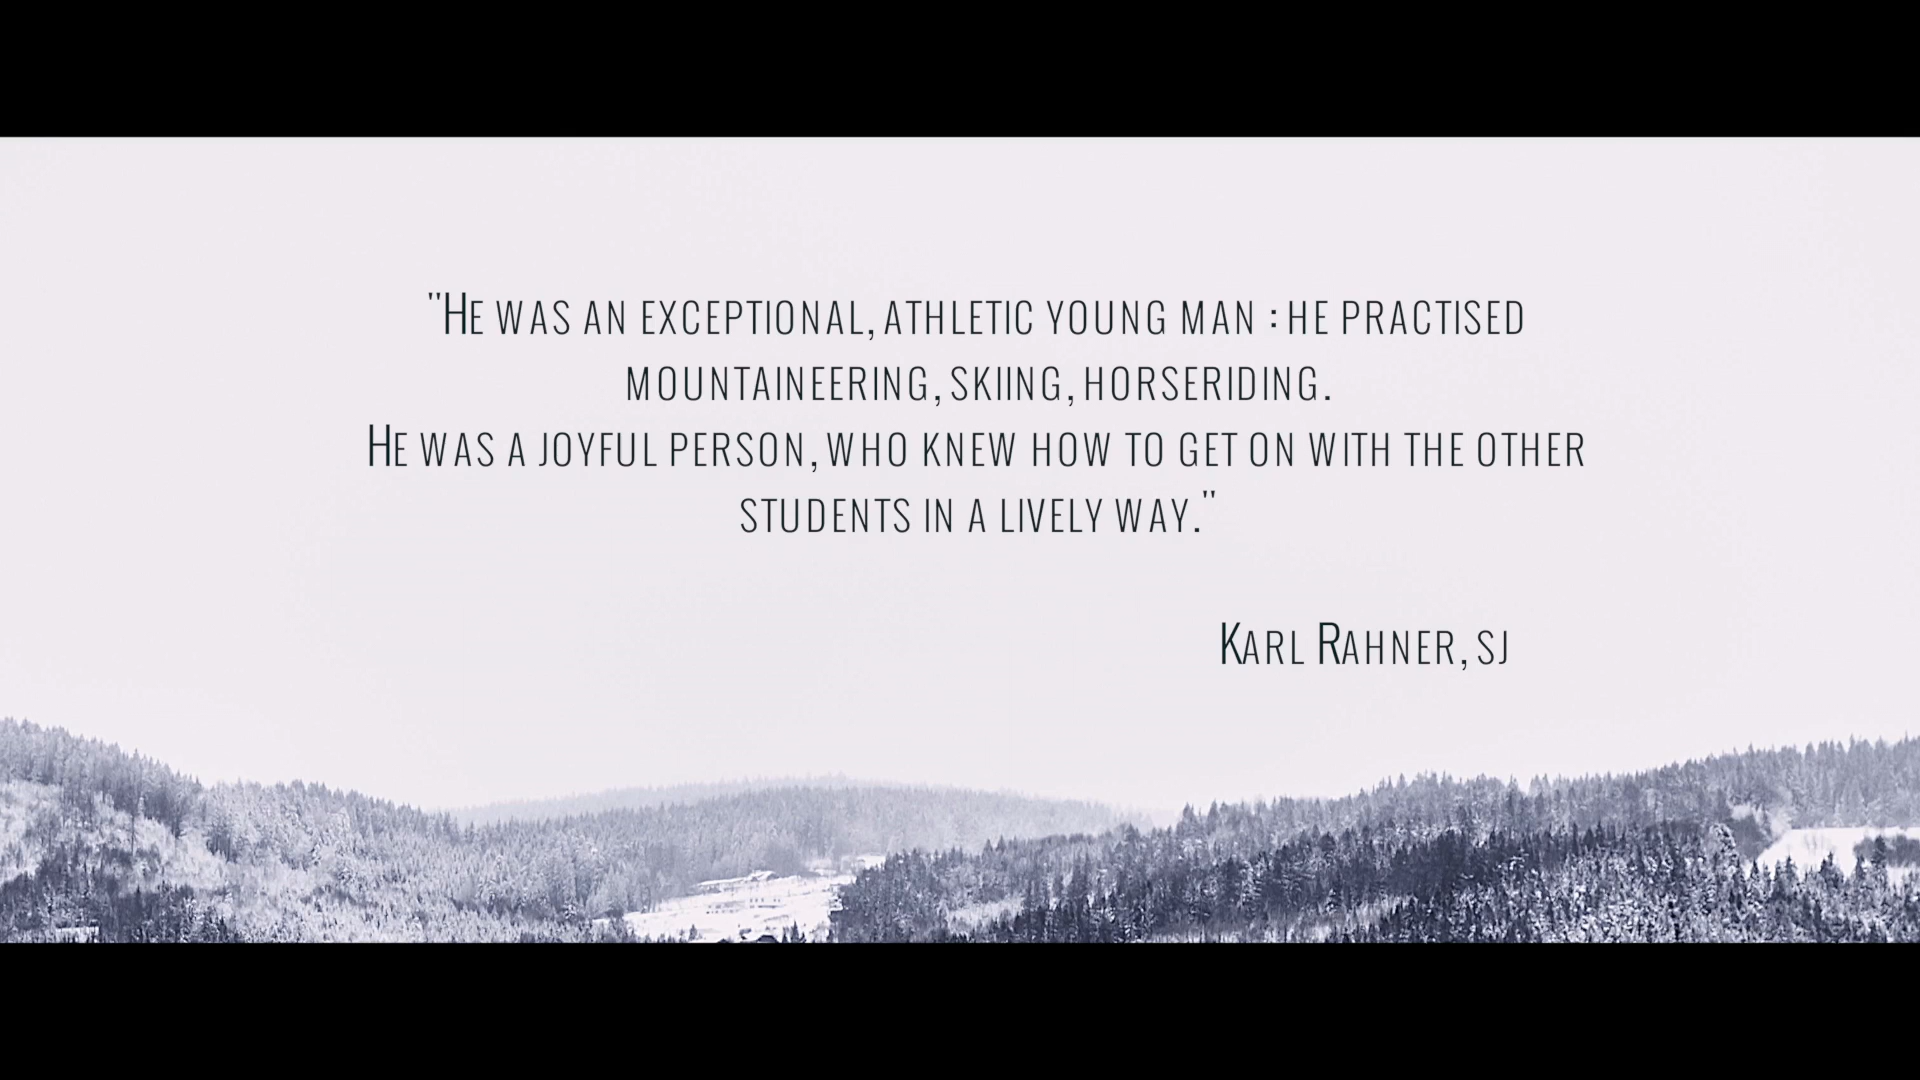 "He was an exceptional, athletic young man : he practised
mountaineering, skiing, horseriding.
He was a joyful person, who knew how to get on with the other
students in a lively way."
Karl Rahner, sj